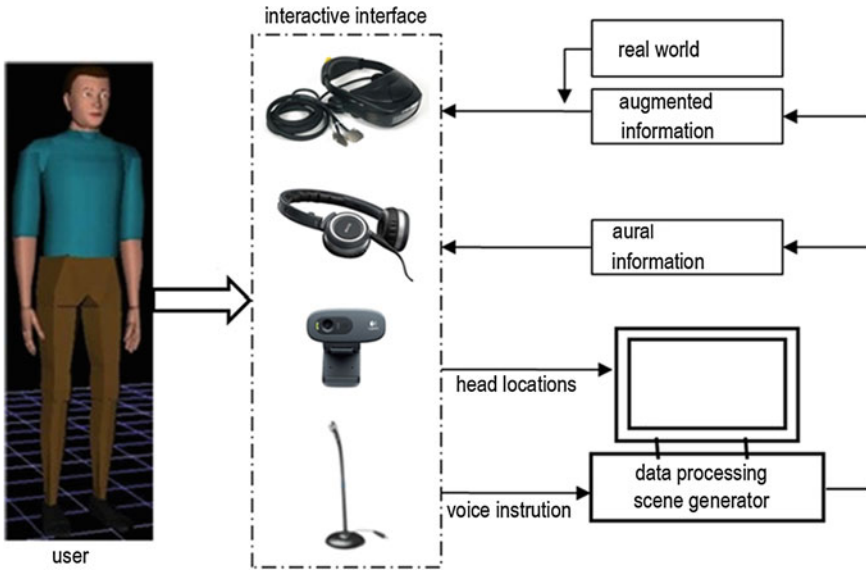 interactive interface
real world
augmented
information
aural
information
head locations
data processing
scene generator
voice instrution
user